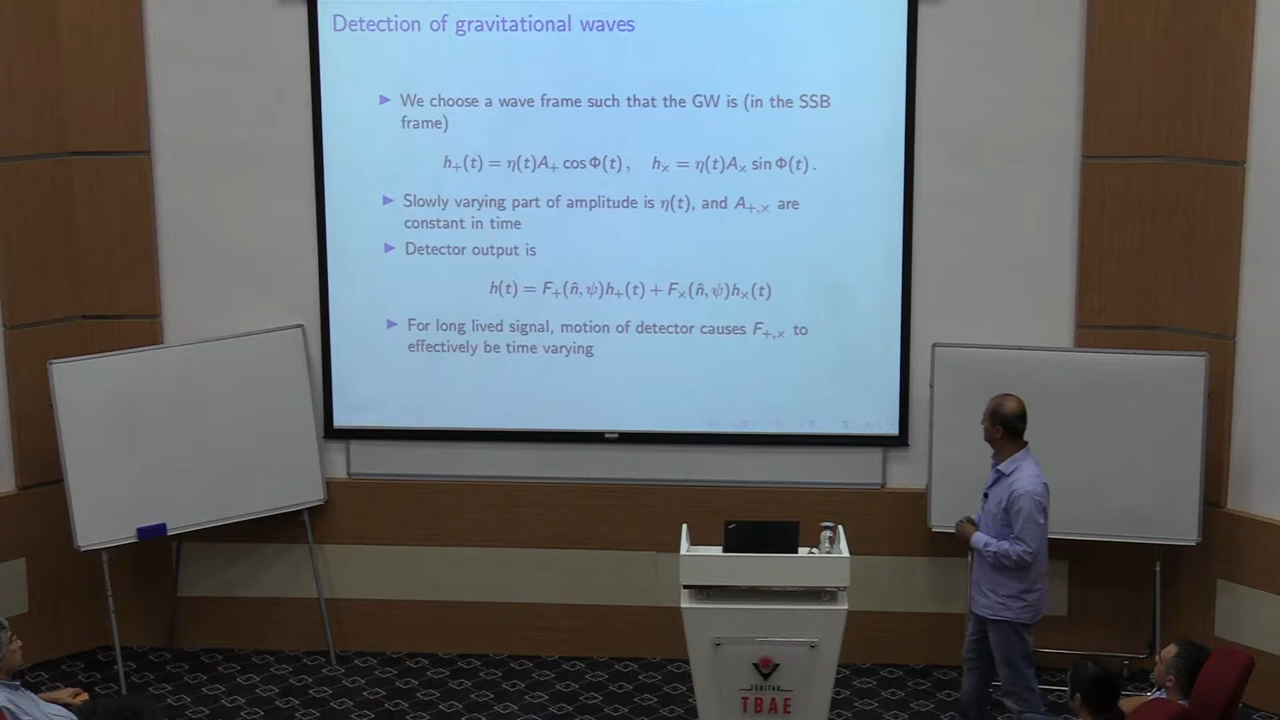 Detection of gravitational waves
▶ We choose a wave frame such that the GW is (in the SSB
frame)
h₊(t) = η(t)A₊ cos Φ(t) ,   h× = η(t)A× sin Φ(t) .
▶ Slowly varying part of amplitude is η(t), and A₊,× are
constant in time
▶ Detector output is
h(t) = F₊(n̂, ψ)h₊(t) + F×(n̂, ψ)h×(t)
▶ For long lived signal, motion of detector causes F₊,× to
effectively be time varying
TÜBİTAK
TBAE